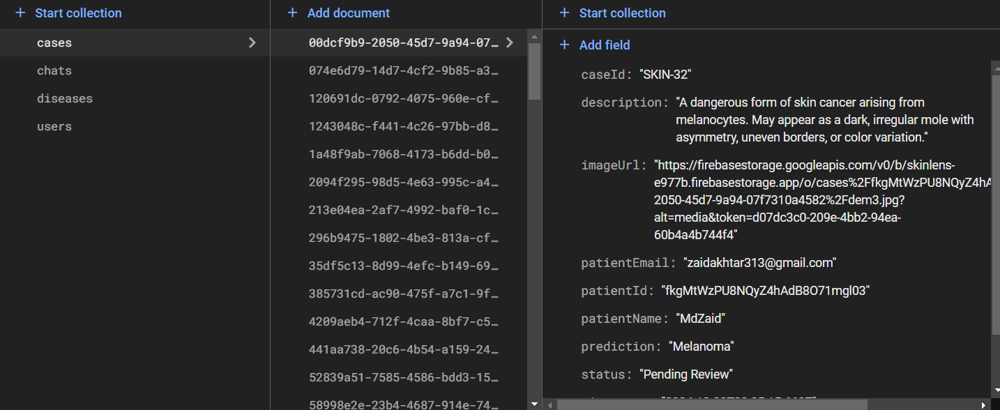 + Start collection
cases
chats
diseases
users
+ Add document
00dcf9b9-2050-45d7-9a94-07…
074e6d79-14d7-4cf2-9b85-a3…
120691dc-0792-4075-960e-cf…
1243048c-f441-4c26-97bb-d8…
1a48f9ab-7068-4173-b6dd-b0…
2094f295-98d5-4e63-995c-a4…
213e04ea-2af7-4992-baf0-1c…
296b9475-1802-4be3-813a-cf…
35df5c13-8d99-4efc-b149-69…
385731cd-ac90-475f-a7c1-9f…
4209aeb4-712f-4caa-8bf7-c5…
441aa738-20c6-4b54-a159-24…
52839a51-7585-4586-bdd3-15…
58998e2e-23b4-4687-914e-74…
+ Start collection
+ Add field
caseId: "SKIN-32"
description: "A dangerous form of skin cancer arising from
melanocytes. May appear as a dark, irregular mole with
asymmetry, uneven borders, or color variation."
imageUrl: "https://firebasestorage.googleapis.com/v0/b/skinlens-
e977b.firebasestorage.app/o/cases%2FfkgMtWzPU8NQyZ4hA
2050-45d7-9a94-07f7310a4582%2Fdem3.jpg?
alt=media&token=d07dc3c0-209e-4bb2-94ea-
60b4a4b744f4"
patientEmail: "zaidakhtar313@gmail.com"
patientId: "fkgMtWzPU8NQyZ4hAdB8O71mgl03"
patientName: "MdZaid"
prediction: "Melanoma"
status: "Pending Review"